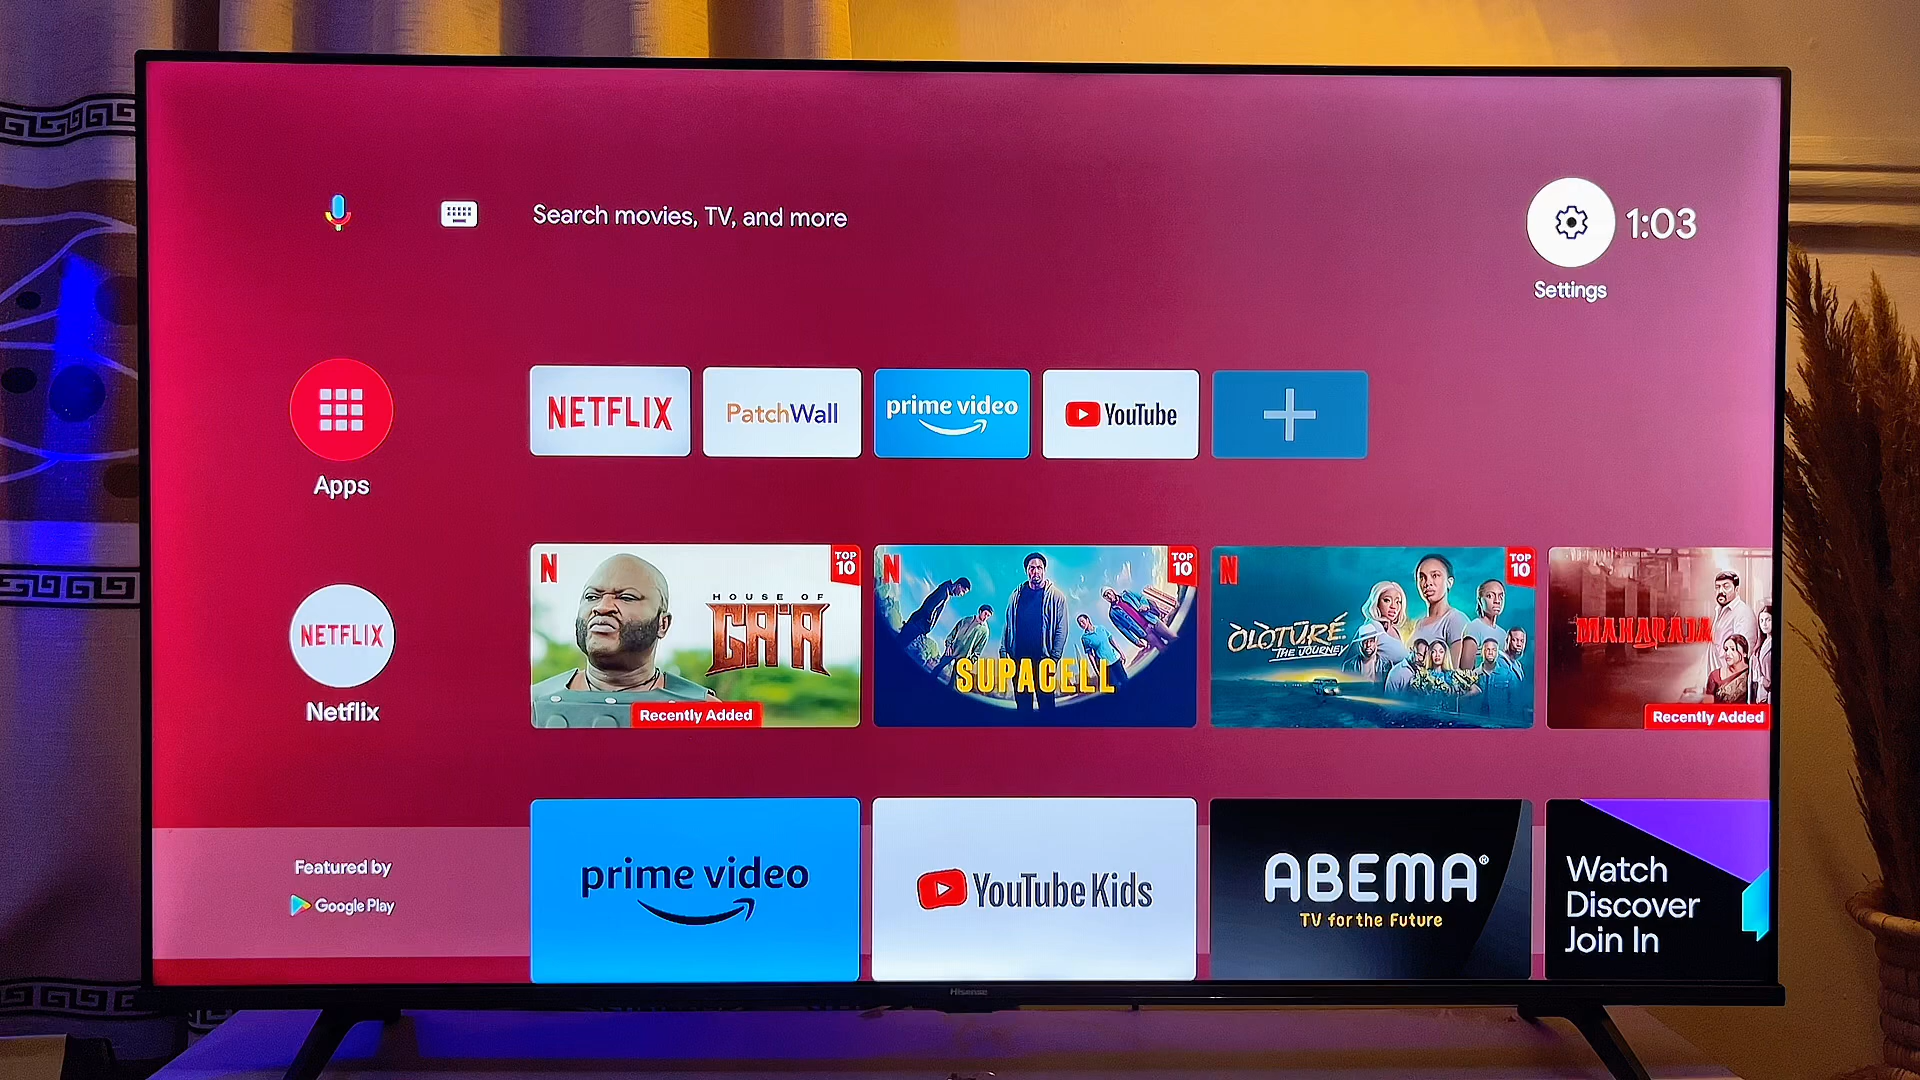 Search movies, TV, and more
1:03
Settings
Apps
NETFLIX
PatchWall
prime video
YouTube
NETFLIX
Netflix
N
TOP
10
HOUSE OF
GA'A
Recently Added
N
TOP
10
SUPACELL
N
TOP
10
ÒLÒTŪRÉ
THE JOURNEY
MAHARAJA
Recently Added
Featured by
Google Play
prime video
YouTube Kids
ABEMA®
TV for the Future
Watch
Discover
Join In
Hisense